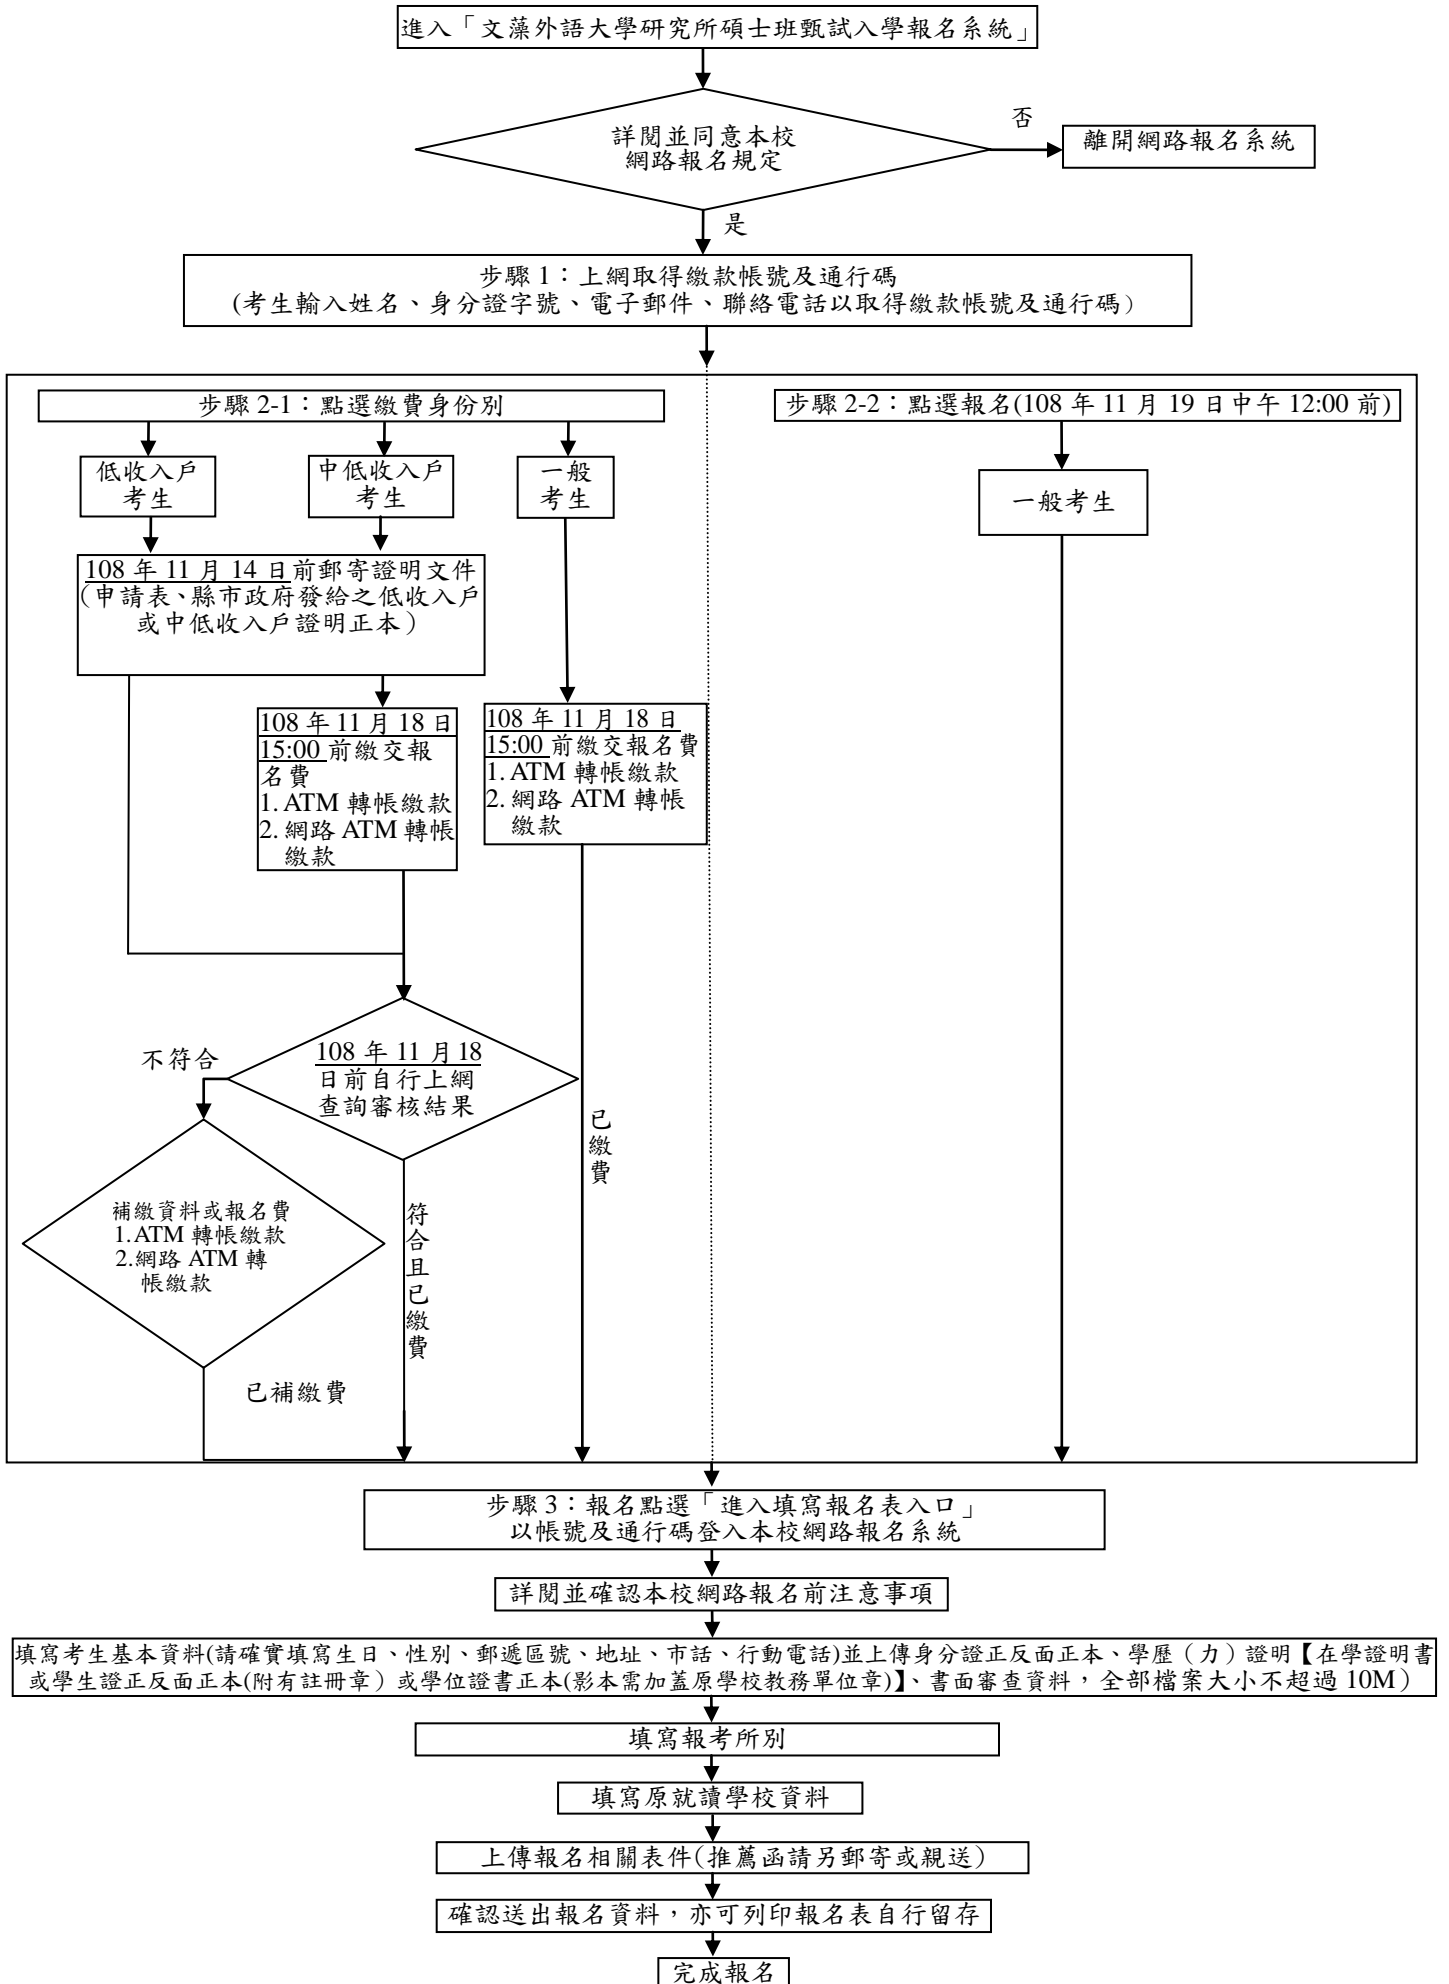 進入「文藻外語大學研究所碩士班甄試入學報名系統」
詳閱並同意本校
網路報名規定
否
離開網路報名系統
是
步驟 1：上網取得繳款帳號及通行碼
(考生輸入姓名、身分證字號、電子郵件、聯絡電話以取得繳款帳號及通行碼)
步驟 2-1：點選繳費身份別
低收入戶
考生
中低收入戶
考生
一般
考生
108 年 11 月 14 日前郵寄證明文件
(申請表、縣市政府發給之低收入戶
或中低收入戶證明正本)
108 年 11 月 18 日
15:00 前繳交報
名費
1. ATM 轉帳繳款
2. 網路 ATM 轉帳
繳款
108 年 11 月 18 日
15:00 前繳交報名費
1. ATM 轉帳繳款
2. 網路 ATM 轉帳
繳款
108 年 11 月 18
日前自行上網
查詢審核結果
不符合
補繳資料或報名費
1.ATM 轉帳繳款
2.網路 ATM 轉
帳繳款
已補繳費
符合且已繳費
已繳費
步驟 2-2：點選報名(108 年 11 月 19 日中午 12:00 前)
一般考生
步驟 3：報名點選「進入填寫報名表入口」
以帳號及通行碼登入本校網路報名系統
詳閱並確認本校網路報名前注意事項
填寫考生基本資料(請確實填寫生日、性別、郵遞區號、地址、市話、行動電話)並上傳身分證正反面正本、學歷（力）證明【在學證明書
或學生證正反面正本(附有註冊章）或學位證書正本(影本需加蓋原學校教務單位章)】、書面審查資料，全部檔案大小不超過 10M）
填寫報考所別
填寫原就讀學校資料
上傳報名相關表件(推薦函請另郵寄或親送)
確認送出報名資料，亦可列印報名表自行留存
完成報名